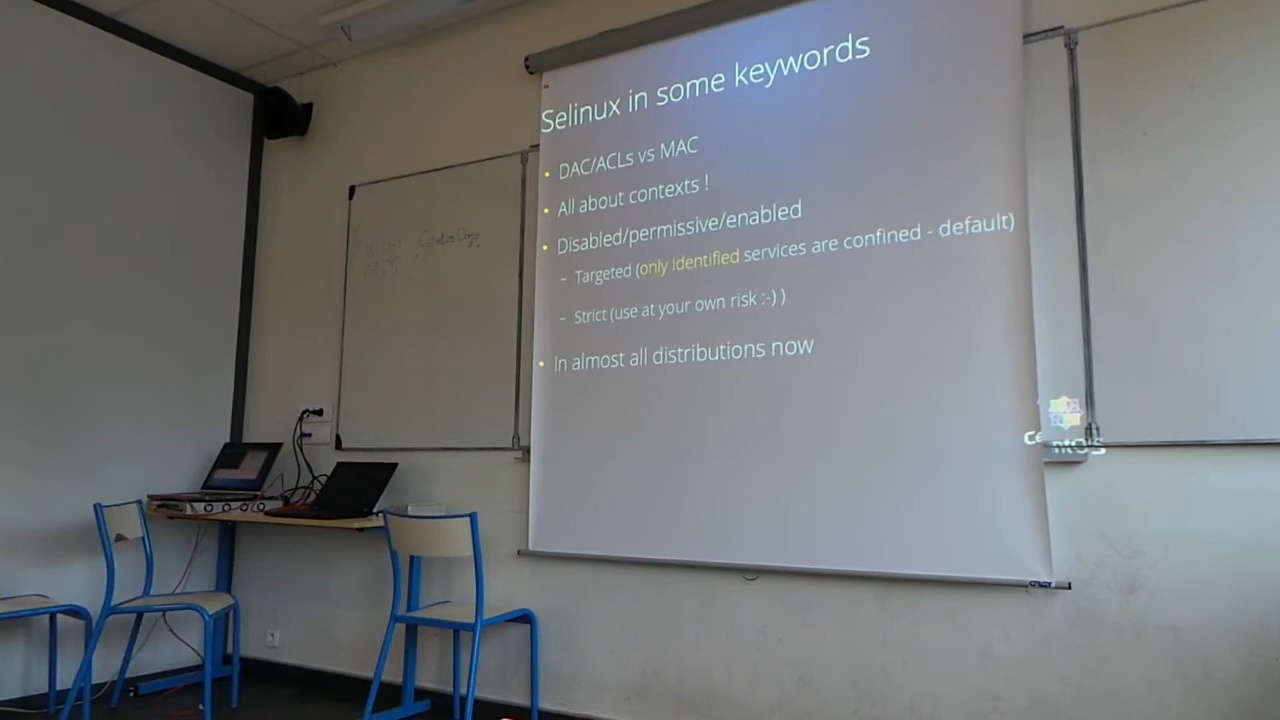 Selinux in some keywords
• DAC/ACLs vs MAC
• All about contexts !
• Disabled/permissive/enabled
– Targeted (only identified services are confined - default)
– Strict (use at your own risk :-) )
• In almost all distributions now
CentOS